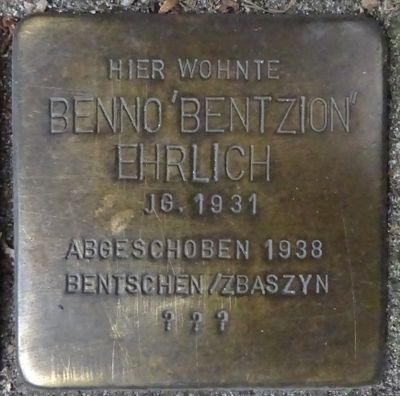 HIER WOHNTE
BENNO 'BENTZION"
EHRLICH
JG. 1931
ABGESCHOBEN 1938
BENTSCHEN/ZBASZYN
? ? ?